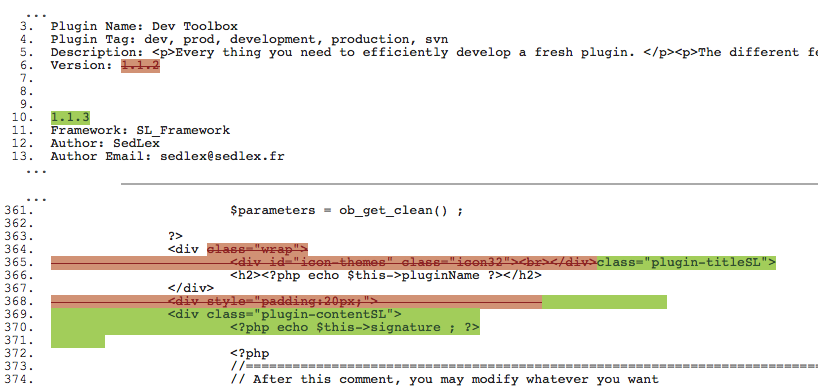 ...
3. Plugin Name: Dev Toolbox
4. Plugin Tag: dev, prod, development, production, svn
5. Description: <p>Every thing you need to efficiently develop a fresh plugin. </p><p>The different fe
6. Version: 1.1.2
7.
8.
9.
10. 1.1.3
11. Framework: SL_Framework
12. Author: SedLex
13. Author Email: sedlex@sedlex.fr
...
...
361. $parameters = ob_get_clean() ;
362.
363. ?>
364. <div class="wrap">
365. <div id="icon-themes" class="icon32"><br></div>class="plugin-titleSL">
366. <h2><?php echo $this->pluginName ?></h2>
367. </div>
368. <div style="padding:20px;">
369. <div class="plugin-contentSL">
370. <?php echo $this->signature ; ?>
371.
372. <?php
373. //=======================================================================
374. // After this comment, you may modify whatever you want